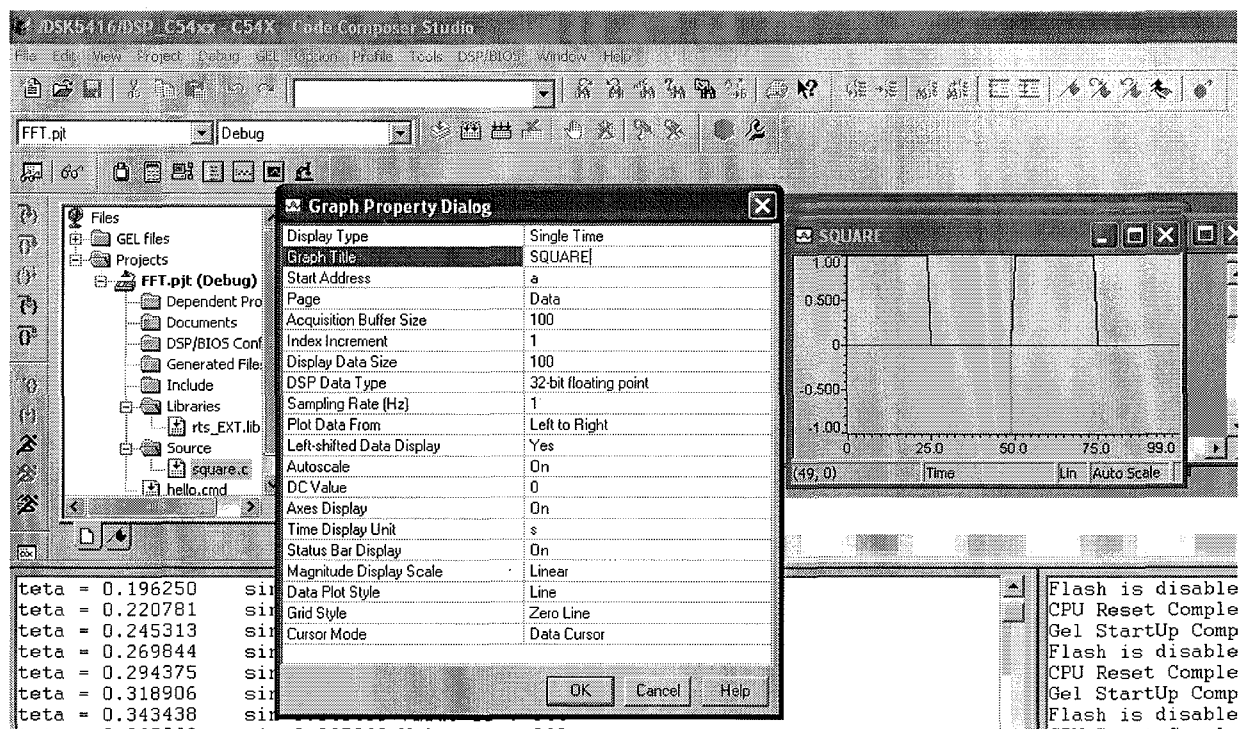 /DSK5416/DSP_C54xx - C54X - Code Composer Studio
File Edit View Project Debug GEL Option Profile Tools DSP/BIOS Window Help
FFT.pjt Debug
Files
GEL files
Projects
FFT.pjt (Debug)
Dependent Pro
Documents
DSP/BIOS Conf
Generated File
Include
Libraries
rts_EXT.lib
Source
square.c
hello.cmd
Graph Property Dialog
Display Type Single Time
Graph Title SQUARE
Start Address a
Page Data
Acquisition Buffer Size 100
Index Increment 1
Display Data Size 100
DSP Data Type 32-bit floating point
Sampling Rate (Hz) 1
Plot Data From Left to Right
Left-shifted Data Display Yes
Autoscale On
DC Value 0
Axes Display On
Time Display Unit s
Status Bar Display On
Magnitude Display Scale Linear
Data Plot Style Line
Grid Style Zero Line
Cursor Mode Data Cursor
OK Cancel Help
SQUARE
1.00
0.500
0
-0.500
-1.00
0 25.0 50.0 75.0 99.0
(49, 0) Time Lin Auto Scale
teta = 0.196250 sin
teta = 0.220781 sin
teta = 0.245313 sin
teta = 0.269844 sin
teta = 0.294375 sin
teta = 0.318906 sin
teta = 0.343438 sin
Flash is disable
CPU Reset Comple
Gel StartUp Comp
Flash is disable
CPU Reset Comple
Gel StartUp Comp
Flash is disable